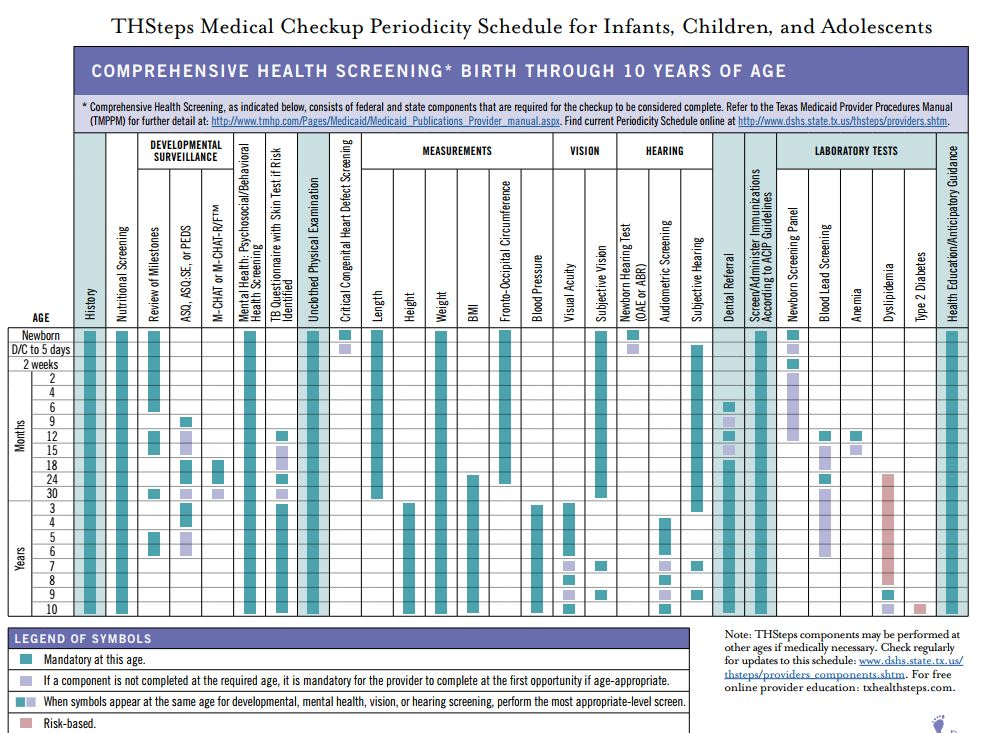 THSteps Medical Checkup Periodicity Schedule for Infants, Children, and Adolescents
COMPREHENSIVE HEALTH SCREENING* BIRTH THROUGH 10 YEARS OF AGE
* Comprehensive Health Screening, as indicated below, consists of federal and state components that are required for the checkup to be considered complete. Refer to the Texas Medicaid Provider Procedures Manual
(TMPPM) for further detail at: http://www.tmhp.com/Pages/Medicaid/Medicaid_Publications_Provider_manual.aspx. Find current Periodicity Schedule online at http://www.dshs.state.tx.us/thsteps/providers.shtm.
DEVELOPMENTAL
SURVEILLANCE
MEASUREMENTS
VISION
HEARING
LABORATORY TESTS
AGE
History
Nutritional Screening
Review of Milestones
ASQ, ASQ:SE, or PEDS
M-CHAT or M-CHAT-R/F™
Mental Health: Psychosocial/Behavioral
Health Screening
TB Questionnaire with Skin Test if Risk
Identified
Unclothed Physical Examination
Critical Congenital Heart Defect Screening
Length
Height
Weight
BMI
Fronto-Occipital Circumference
Blood Pressure
Visual Acuity
Subjective Vision
Newborn Hearing Test
(OAE or ABR)
Audiometric Screening
Subjective Hearing
Dental Referral
Screen/Administer Immunizations
According to ACIP Guidelines
Newborn Screening Panel
Blood Lead Screening
Anemia
Dyslipidemia
Type 2 Diabetes
Health Education/Anticipatory Guidance
Newborn
D/C to 5 days
2 weeks
Months
2
4
6
9
12
15
18
24
30
Years
3
4
5
6
7
8
9
10
LEGEND OF SYMBOLS
Mandatory at this age.
If a component is not completed at the required age, it is mandatory for the provider to complete at the first opportunity if age-appropriate.
When symbols appear at the same age for developmental, mental health, vision, or hearing screening, perform the most appropriate-level screen.
Risk-based.
Note: THSteps components may be performed at
other ages if medically necessary. Check regularly
for updates to this schedule: www.dshs.state.tx.us/
thsteps/providers_components.shtm. For free
online provider education: txhealthsteps.com.